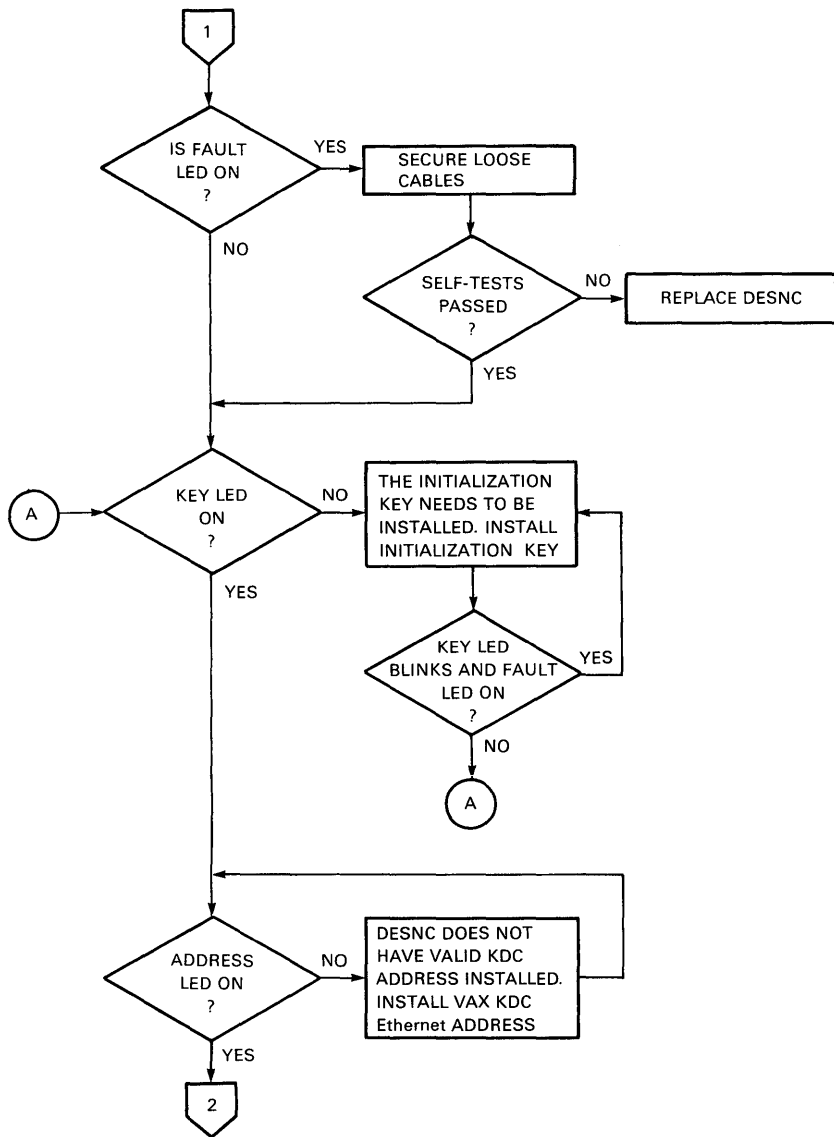 1
IS FAULT
LED ON
?
YES
NO
SECURE LOOSE
CABLES
SELF-TESTS
PASSED
?
NO
YES
REPLACE DESNC
A
KEY LED
ON
?
NO
YES
THE INITIALIZATION
KEY NEEDS TO BE
INSTALLED. INSTALL
INITIALIZATION KEY
KEY LED
BLINKS AND FAULT
LED ON
?
YES
NO
A
ADDRESS
LED ON
?
NO
YES
DESNC DOES NOT
HAVE VALID KDC
ADDRESS INSTALLED.
INSTALL VAX KDC
Ethernet ADDRESS
2